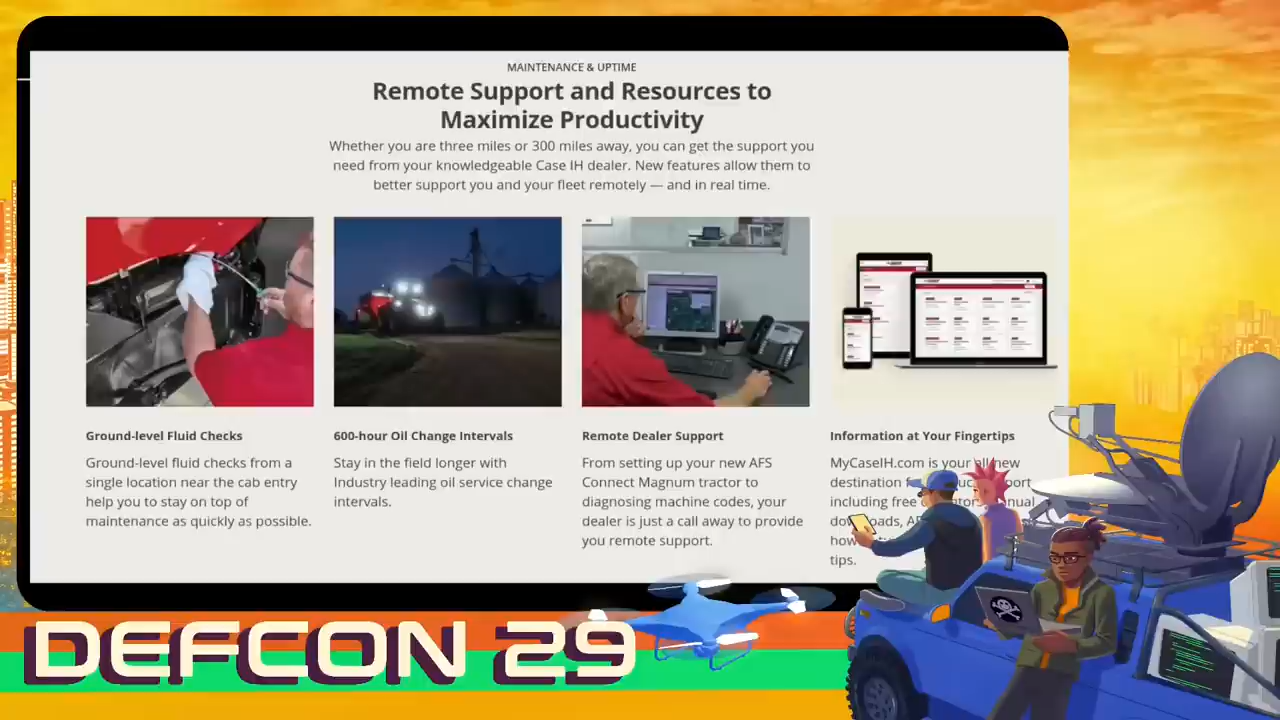 MAINTENANCE & UPTIME
Remote Support and Resources to
Maximize Productivity
Whether you are three miles or 300 miles away, you can get the support you
need from your knowledgeable Case IH dealer. New features allow them to
better support you and your fleet remotely — and in real time.
Ground-level Fluid Checks
Ground-level fluid checks from a
single location near the cab entry
help you to stay on top of
maintenance as quickly as possible.
600-hour Oil Change Intervals
Stay in the field longer with
Industry leading oil service change
intervals.
Remote Dealer Support
From setting up your new AFS
Connect Magnum tractor to
diagnosing machine codes, your
dealer is just a call away to provide
you remote support.
Information at Your Fingertips
MyCaseIH.com is your all new
destination
including free
tips.
DEFCON 29